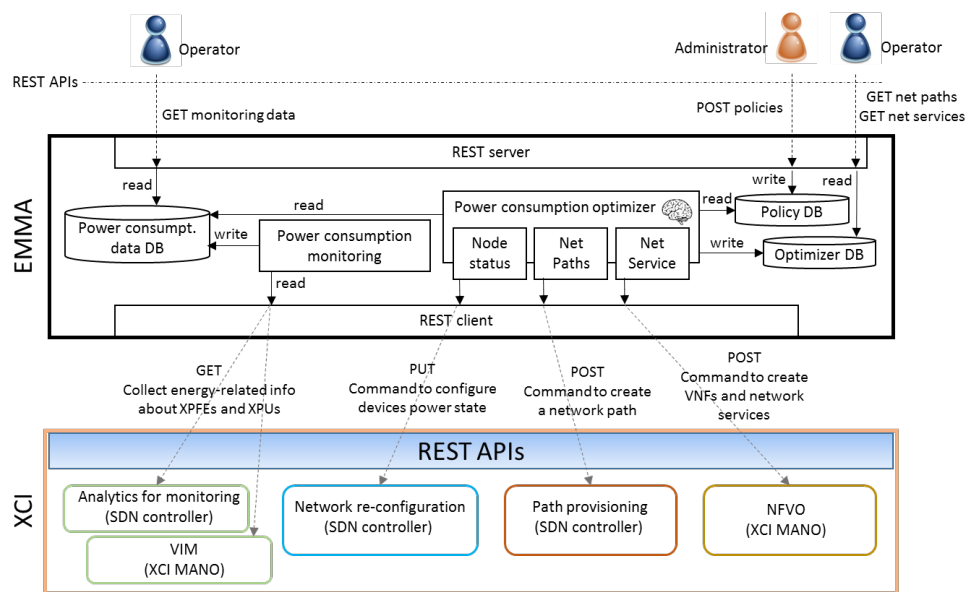 Operator
Administrator
Operator
REST APIs
GET monitoring data
POST policies
GET net paths
GET net services
REST server
read
write
read
EMMA
Power consumpt.
data DB
read
write
Power consumption
monitoring
read
Power consumption optimizer
Node
status
Net
Paths
Net
Service
read
Policy DB
write
Optimizer DB
REST client
GET
Collect energy-related info
about XPFEs and XPUs
PUT
Command to configure
devices power state
POST
Command to create
a network path
POST
Command to create
VNFs and network
services
XCI
REST APIs
Analytics for monitoring
(SDN controller)
VIM
(XCI MANO)
Network re-configuration
(SDN controller)
Path provisioning
(SDN controller)
NFVO
(XCI MANO)